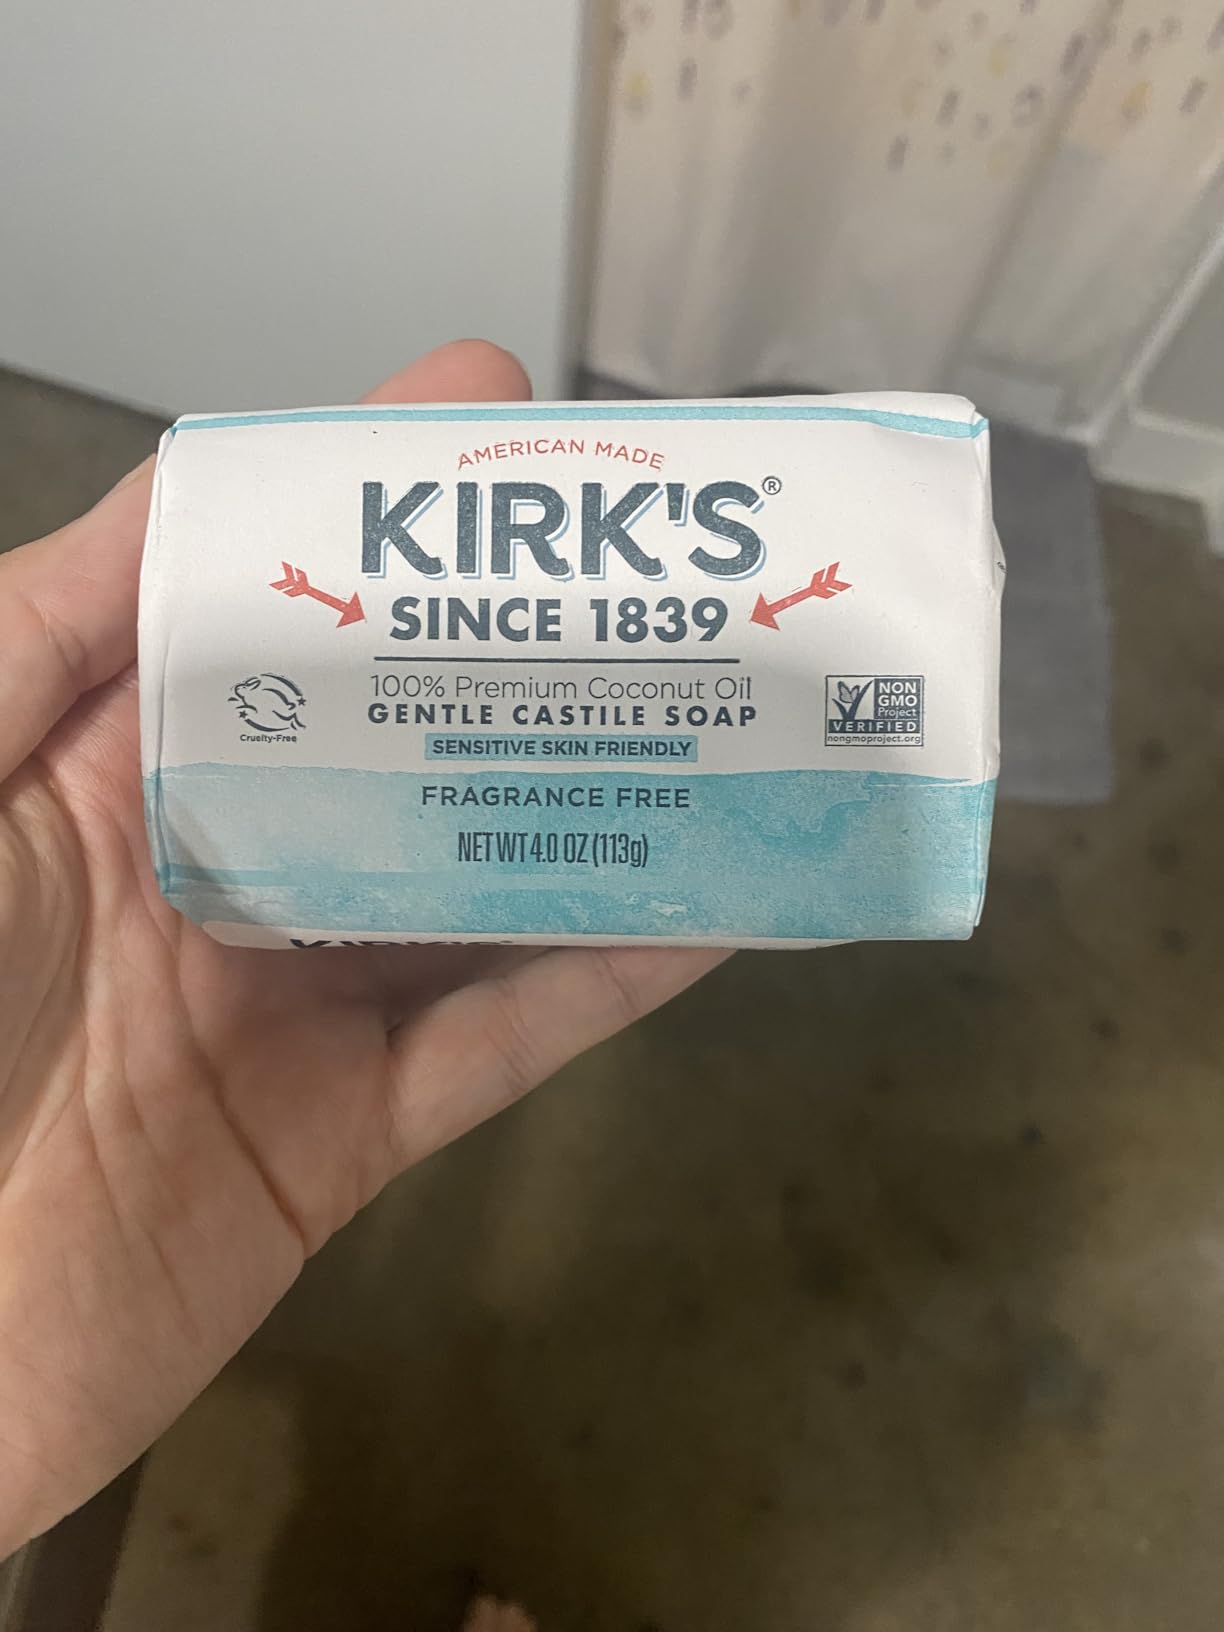 AMERICAN MADE
KIRK'S®
SINCE 1839
100% Premium Coconut Oil
GENTLE CASTILE SOAP
SENSITIVE SKIN FRIENDLY
Cruelty-Free
NON
GMO
Project
VERIFIED
nongmoproject.org
FRAGRANCE FREE
NET WT 4.0 OZ (113g)
KIRK'S